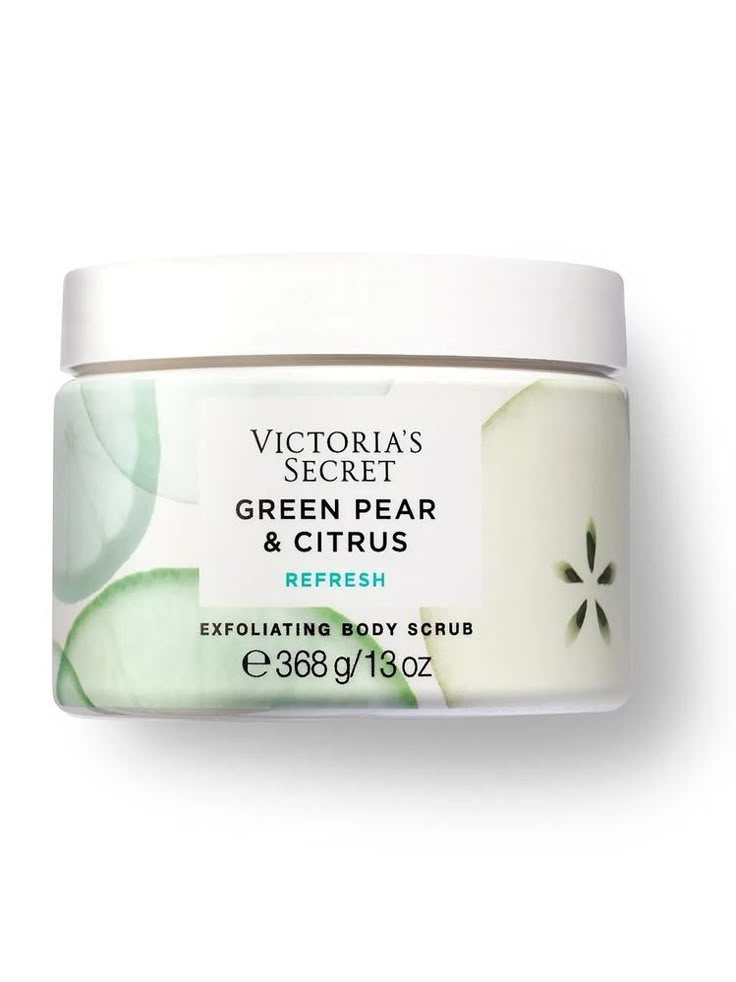 VICTORIA'S
SECRET
GREEN PEAR
& CITRUS
REFRESH
EXFOLIATING BODY SCRUB
℮ 368 g/13 oz